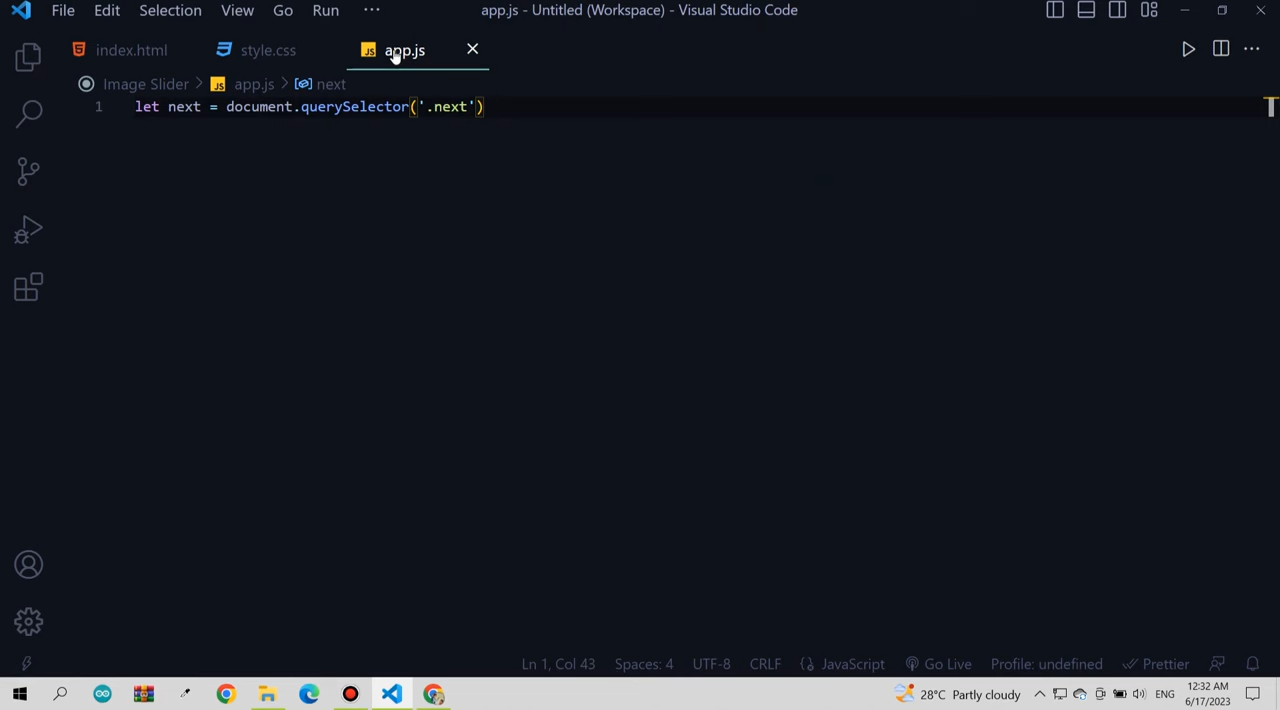 File Edit Selection View Go Run ··· app.js - Untitled (Workspace) - Visual Studio Code
index.html style.css JS app.js
Image Slider > JS app.js > next
1 let next = document.querySelector('.next')
Ln 1, Col 43 Spaces: 4 UTF-8 CRLF {} JavaScript Go Live Profile: undefined Prettier
28°C Partly cloudy ENG 12:32 AM
6/17/2023